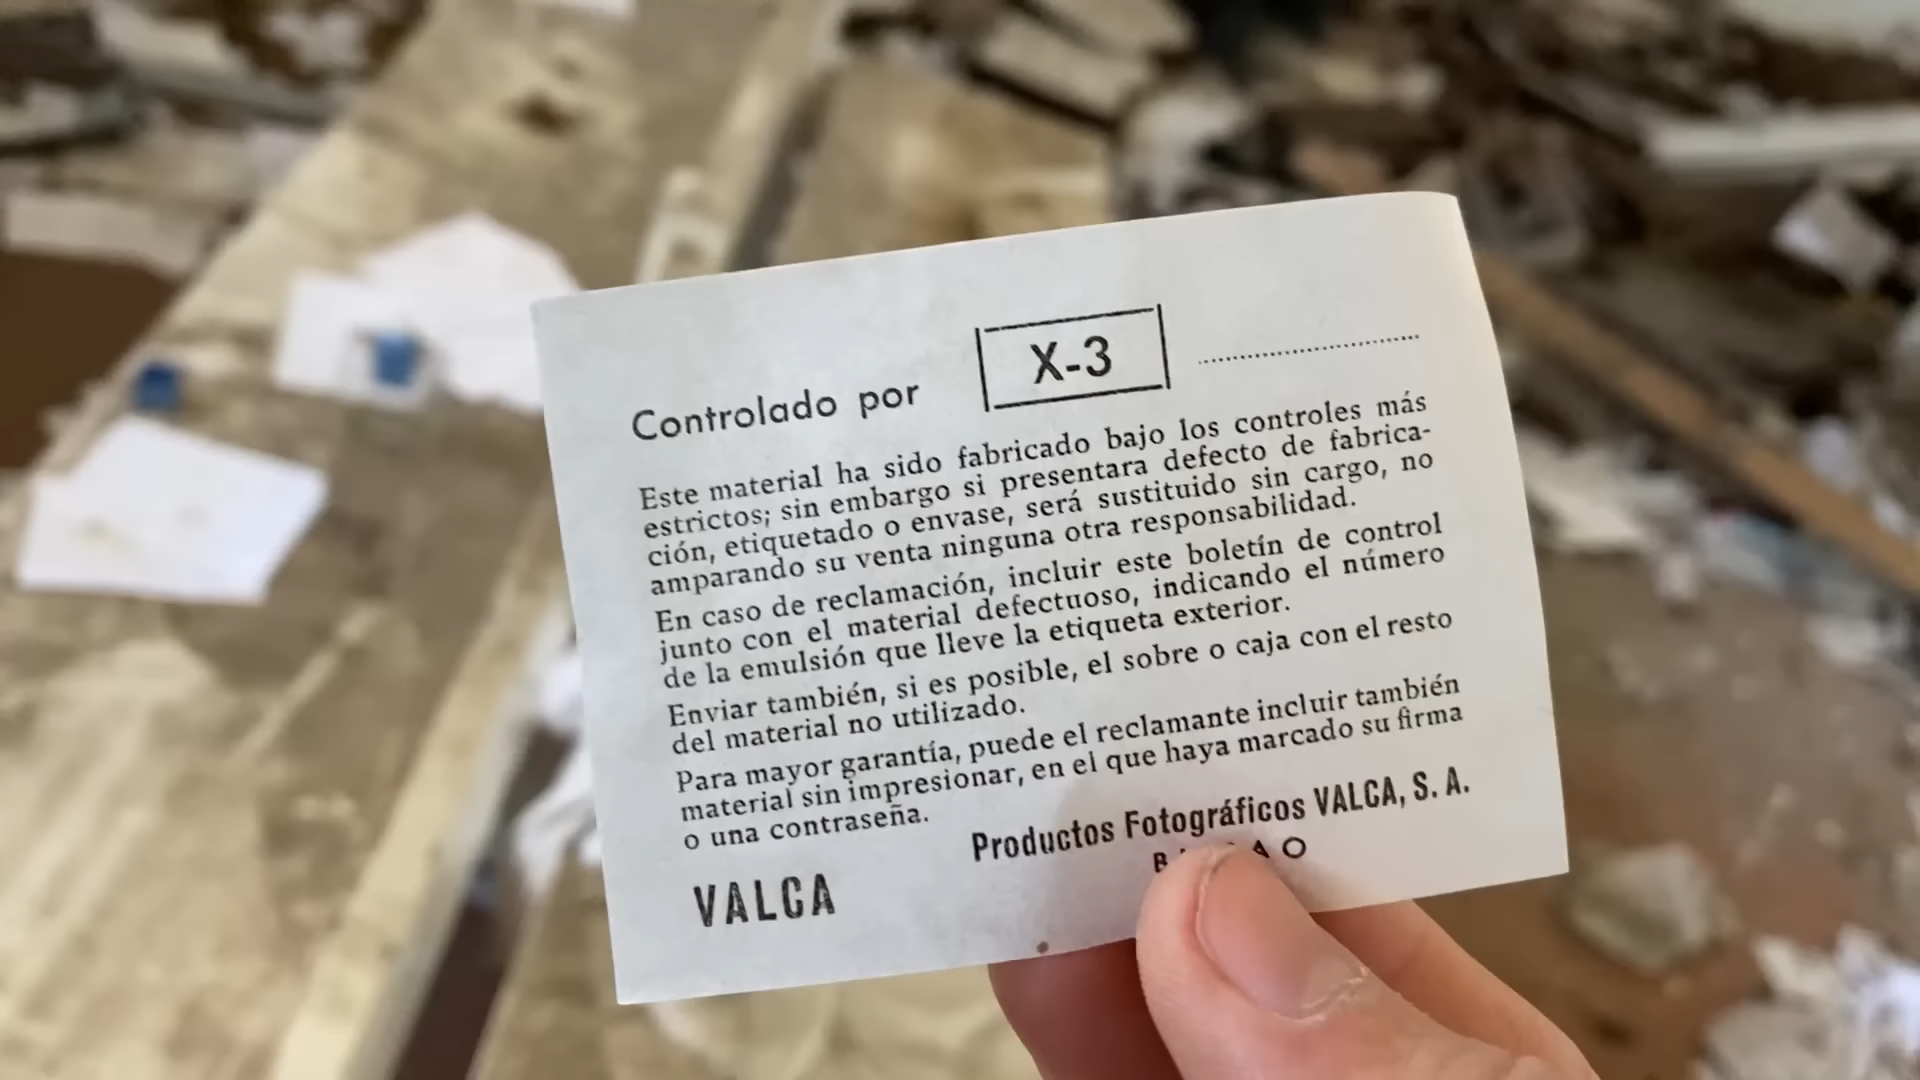 Controlado por X-3
Este material ha sido fabricado bajo los controles más
estrictos; sin embargo si presentara defecto de fabrica-
ción, etiquetado o envase, será sustituido sin cargo, no
amparando su venta ninguna otra responsabilidad.
En caso de reclamación, incluir este boletín de control
junto con el material defectuoso, indicando el número
de la emulsión que lleve la etiqueta exterior.
Enviar también, si es posible, el sobre o caja con el resto
del material no utilizado.
Para mayor garantía, puede el reclamante incluir también
material sin impresionar, en el que haya marcado su firma
o una contraseña.
Productos Fotográficos VALCA, S. A.
VALCA